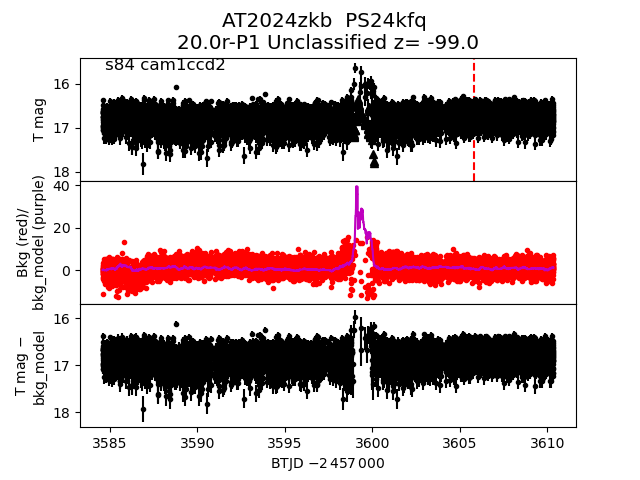 AT2024zkb  PS24kfq
20.0r-P1 Unclassified z= -99.0
s84 cam1ccd2
T mag
16
17
18
Bkg (red)/
bkg_model (purple)
40
20
0
T mag −
bkg_model
16
17
18
3585 3590 3595 3600 3605 3610
BTJD −2 457 000